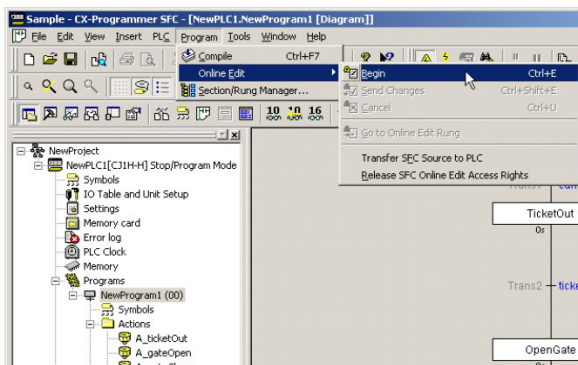 Sample - CX-Programmer SFC - [NewPLC1.NewProgram1 [Diagram]]
File Edit View Insert PLC Program Tools Window Help
Compile Ctrl+F7
Online Edit
Section/Rung Manager...
Begin Ctrl+E
Send Changes Ctrl+Shift+E
Cancel Ctrl+U
Go to Online Edit Rung
Transfer SFC Source to PLC
Release SFC Online Edit Access Rights
10 10 16
NewProject
NewPLC1[CJ1H-H] Stop/Program Mode
Symbols
IO Table and Unit Setup
Settings
Memory card
Error log
PLC Clock
Memory
Programs
NewProgram1 (00)
Symbols
Actions
A_ticketOut
A_gateOpen
TicketOut
0s
Trans2
OpenGate